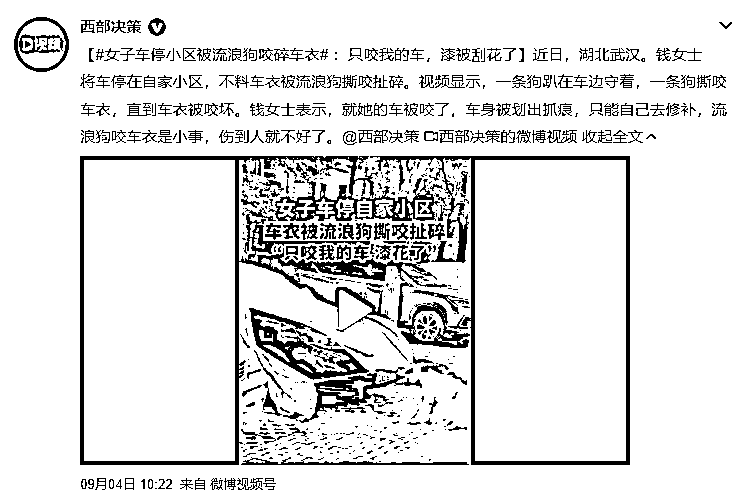 西部决策
【#女子车停小区被流浪狗咬碎车衣#：只咬我的车，漆被刮花了】近日，湖北武汉。钱女士
将车停在自家小区，不料车衣被流浪狗撕咬扯碎。视频显示，一条狗趴在车边守着，一条狗撕咬
车衣，直到车衣被咬坏。钱女士表示，就她的车被咬了，车身被划出抓痕，只能自己去修补，流
浪狗咬车衣是小事，伤到人就不好了。@西部决策 西部决策的微博视频 收起全文
女子车停自家小区
车衣被流浪狗撕咬扯碎
“只咬我的车 漆花了”
09月04日 10:22 来自 微博视频号